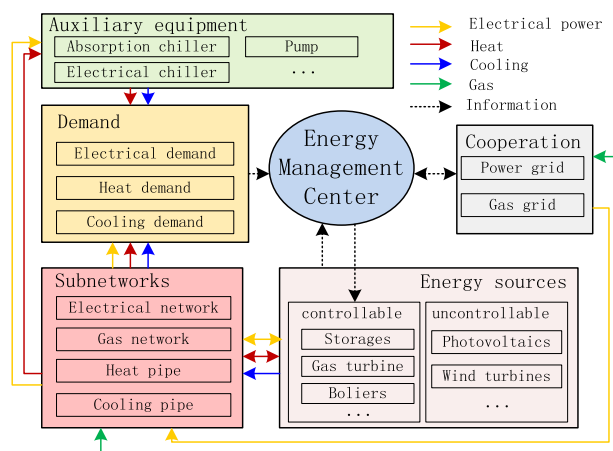 Auxiliary equipment
Absorption chiller
Pump
Electrical chiller
...
Electrical power
Heat
Cooling
Gas
Information
Demand
Electrical demand
Heat demand
Cooling demand
Energy
Management
Center
Cooperation
Power grid
Gas grid
Subnetworks
Electrical network
Gas network
Heat pipe
Cooling pipe
Energy sources
controllable
Storages
Gas turbine
Boliers
...
uncontrollable
Photovoltaics
Wind turbines
...